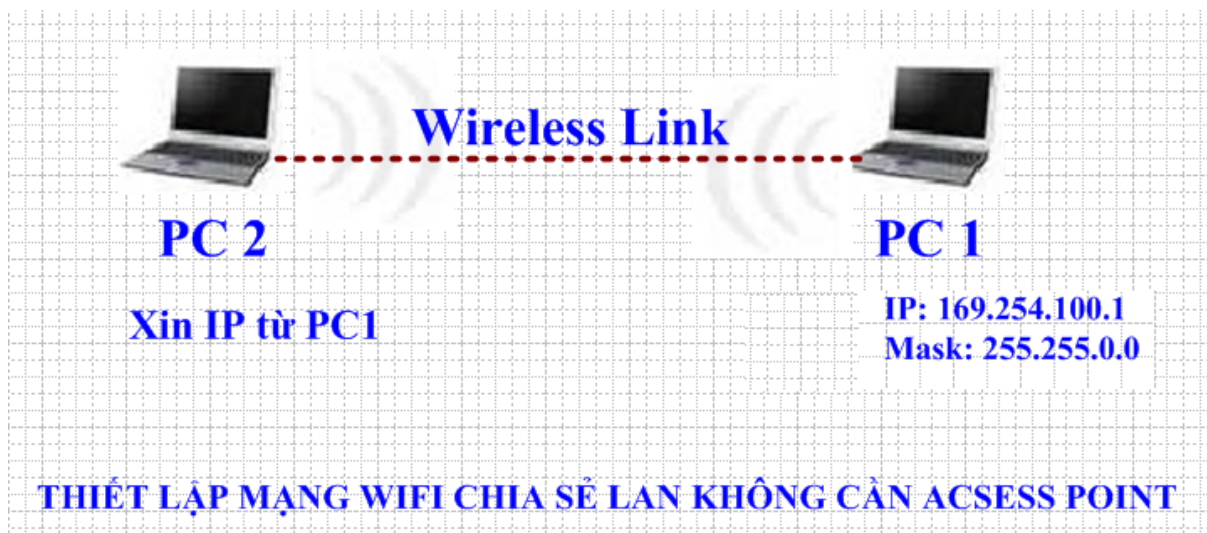 Wireless Link
PC 2
PC 1
Xin IP từ PC1
IP: 169.254.100.1
Mask: 255.255.0.0
THIẾT LẬP MẠNG WIFI CHIA SẺ LAN KHÔNG CẦN ACSESS POINT